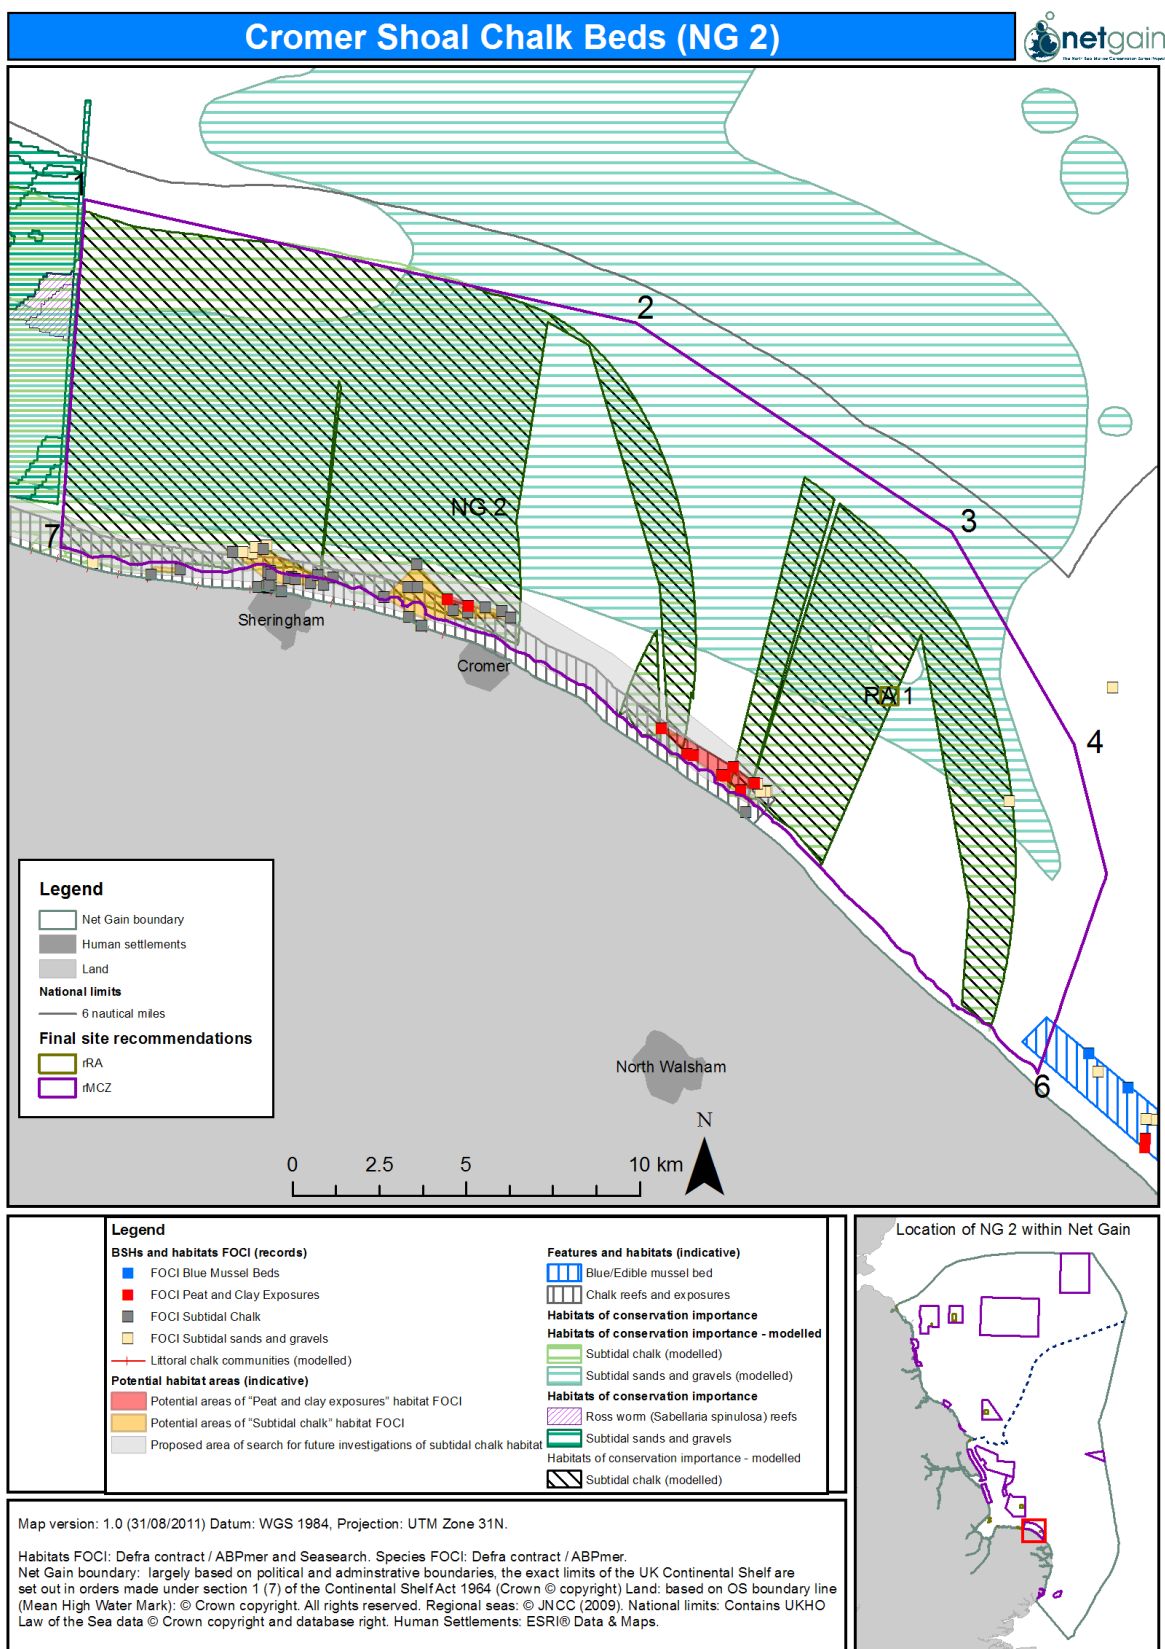 Cromer Shoal Chalk Beds (NG 2)
netgain
The North Sea Marine Conservation Zones Project
1
2
3
NG 2
7
Sheringham
Cromer
RA 1
4
North Walsham
6
N
0 2.5 5 10 km
Legend
Net Gain boundary
Human settlements
Land
National limits
6 nautical miles
Final site recommendations
rRA
rMCZ
Legend
BSHs and habitats FOCI (records)
FOCI Blue Mussel Beds
FOCI Peat and Clay Exposures
FOCI Subtidal Chalk
FOCI Subtidal sands and gravels
Littoral chalk communities (modelled)
Potential habitat areas (indicative)
Potential areas of "Peat and clay exposures" habitat FOCI
Potential areas of "Subtidal chalk" habitat FOCI
Proposed area of search for future investigations of subtidal chalk habitat
Features and habitats (indicative)
Blue/Edible mussel bed
Chalk reefs and exposures
Habitats of conservation importance
Habitats of conservation importance - modelled
Subtidal chalk (modelled)
Subtidal sands and gravels (modelled)
Habitats of conservation importance
Ross worm (Sabellaria spinulosa) reefs
Subtidal sands and gravels
Habitats of conservation importance - modelled
Subtidal chalk (modelled)
Location of NG 2 within Net Gain
Map version: 1.0 (31/08/2011) Datum: WGS 1984, Projection: UTM Zone 31N.
Habitats FOCI: Defra contract / ABPmer and Seasearch. Species FOCI: Defra contract / ABPmer.
Net Gain boundary: largely based on political and adminstrative boundaries, the exact limits of the UK Continental Shelf are
set out in orders made under section 1 (7) of the Continental Shelf Act 1964 (Crown © copyright) Land: based on OS boundary line
(Mean High Water Mark): © Crown copyright. All rights reserved. Regional seas: © JNCC (2009). National limits: Contains UKHO
Law of the Sea data © Crown copyright and database right. Human Settlements: ESRI® Data & Maps.